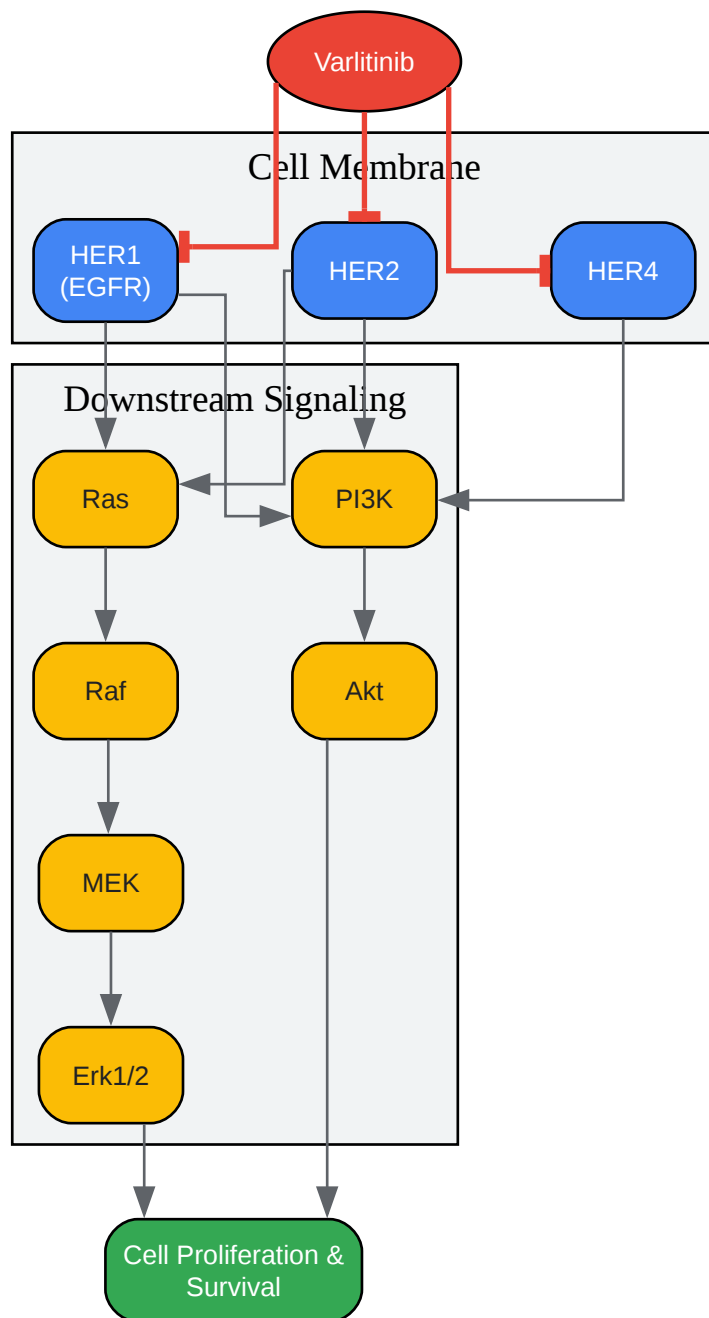 Varlitinib
Cell Membrane
HER1
(EGFR)
HER2
HER4
Downstream Signaling
Ras
PI3K
Raf
Akt
MEK
Erk1/2
Cell Proliferation &
Survival